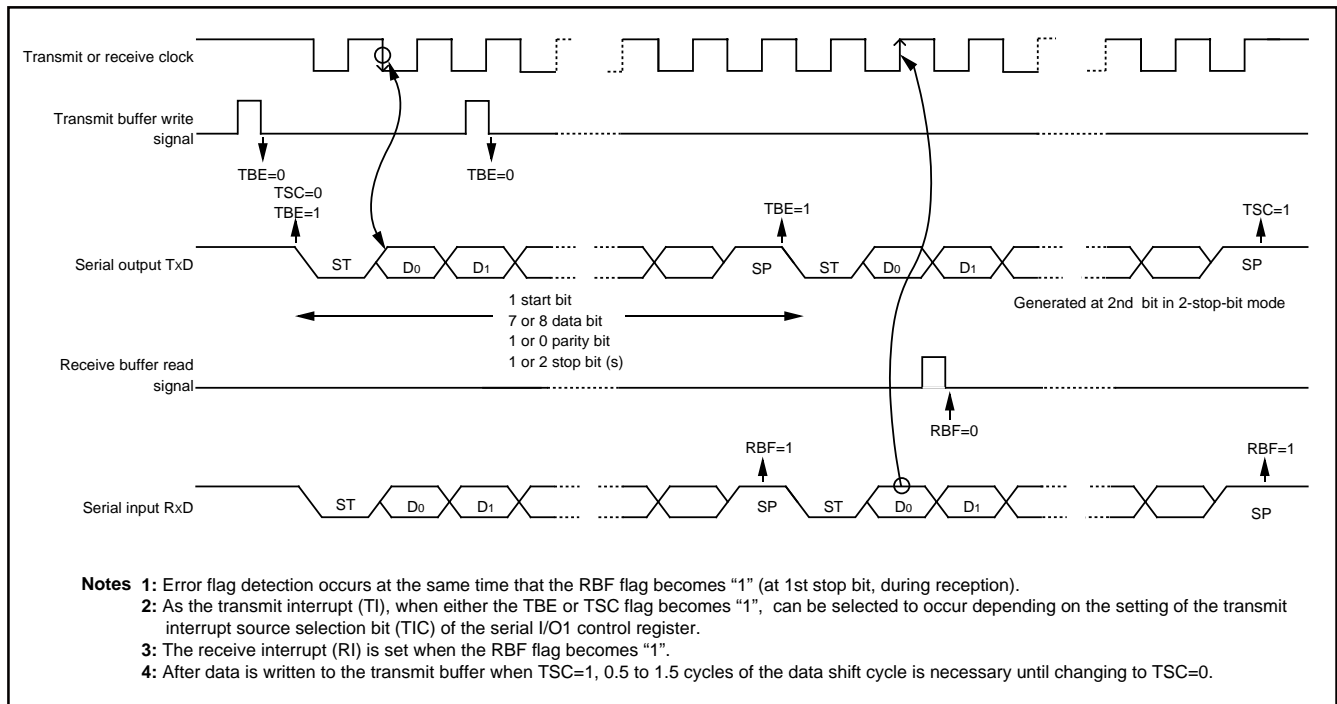 Transmit or receive clock
Transmit buffer write
signal
TBE=0
TSC=0
TBE=1
TBE=0
TBE=1
TSC=1
Serial output TxD
ST
D0
D1
SP
ST
D0
D1
SP
1 start bit
7 or 8 data bit
1 or 0 parity bit
1 or 2 stop bit (s)
Generated at 2nd bit in 2-stop-bit mode
Receive buffer read
signal
RBF=0
RBF=1
RBF=1
Serial input RxD
ST
D0
D1
SP
ST
D0
D1
SP
Notes 1: Error flag detection occurs at the same time that the RBF flag becomes “1” (at 1st stop bit, during reception).
2: As the transmit interrupt (TI), when either the TBE or TSC flag becomes “1”, can be selected to occur depending on the setting of the transmit
interrupt source selection bit (TIC) of the serial I/O1 control register.
3: The receive interrupt (RI) is set when the RBF flag becomes “1”.
4: After data is written to the transmit buffer when TSC=1, 0.5 to 1.5 cycles of the data shift cycle is necessary until changing to TSC=0.